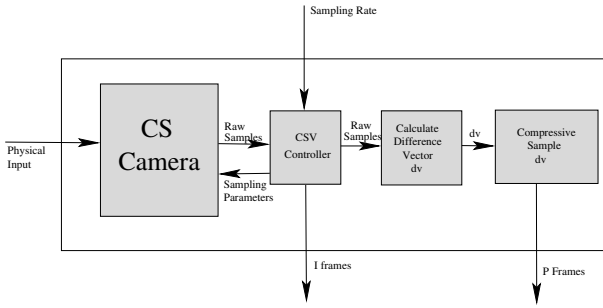 Sampling Rate
Physical
Input
CS
Camera
Raw
Samples
Sampling
Parameters
CSV
Controller
Raw
Samples
Calculate
Difference
Vector
dv
dv
Compressive
Sample
dv
I frames
P Frames